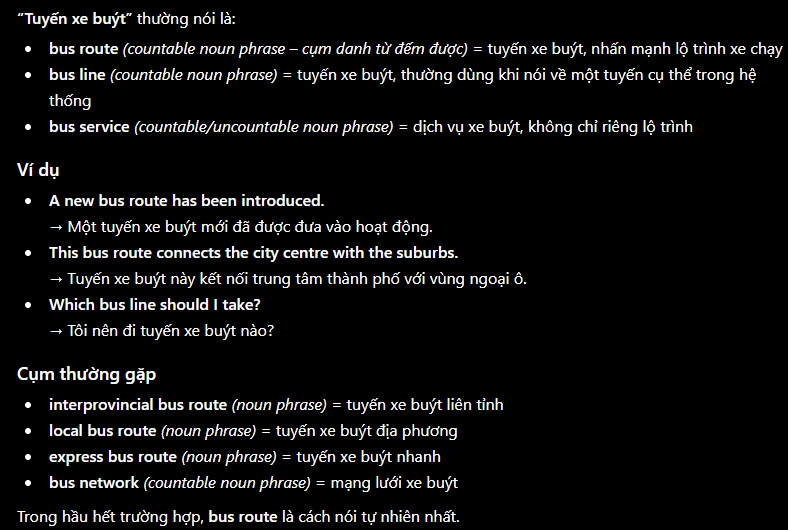 “Tuyến xe buýt” thường nói là:
• bus route (countable noun phrase – cụm danh từ đếm được) = tuyến xe buýt, nhấn mạnh lộ trình xe chạy
• bus line (countable noun phrase) = tuyến xe buýt, thường dùng khi nói về một tuyến cụ thể trong hệ
thống
• bus service (countable/uncountable noun phrase) = dịch vụ xe buýt, không chỉ riêng lộ trình
Ví dụ
• A new bus route has been introduced.
→ Một tuyến xe buýt mới đã được đưa vào hoạt động.
• This bus route connects the city centre with the suburbs.
→ Tuyến xe buýt này kết nối trung tâm thành phố với vùng ngoại ô.
• Which bus line should I take?
→ Tôi nên đi tuyến xe buýt nào?
Cụm thường gặp
• interprovincial bus route (noun phrase) = tuyến xe buýt liên tỉnh
• local bus route (noun phrase) = tuyến xe buýt địa phương
• express bus route (noun phrase) = tuyến xe buýt nhanh
• bus network (countable noun phrase) = mạng lưới xe buýt
Trong hầu hết trường hợp, bus route là cách nói tự nhiên nhất.